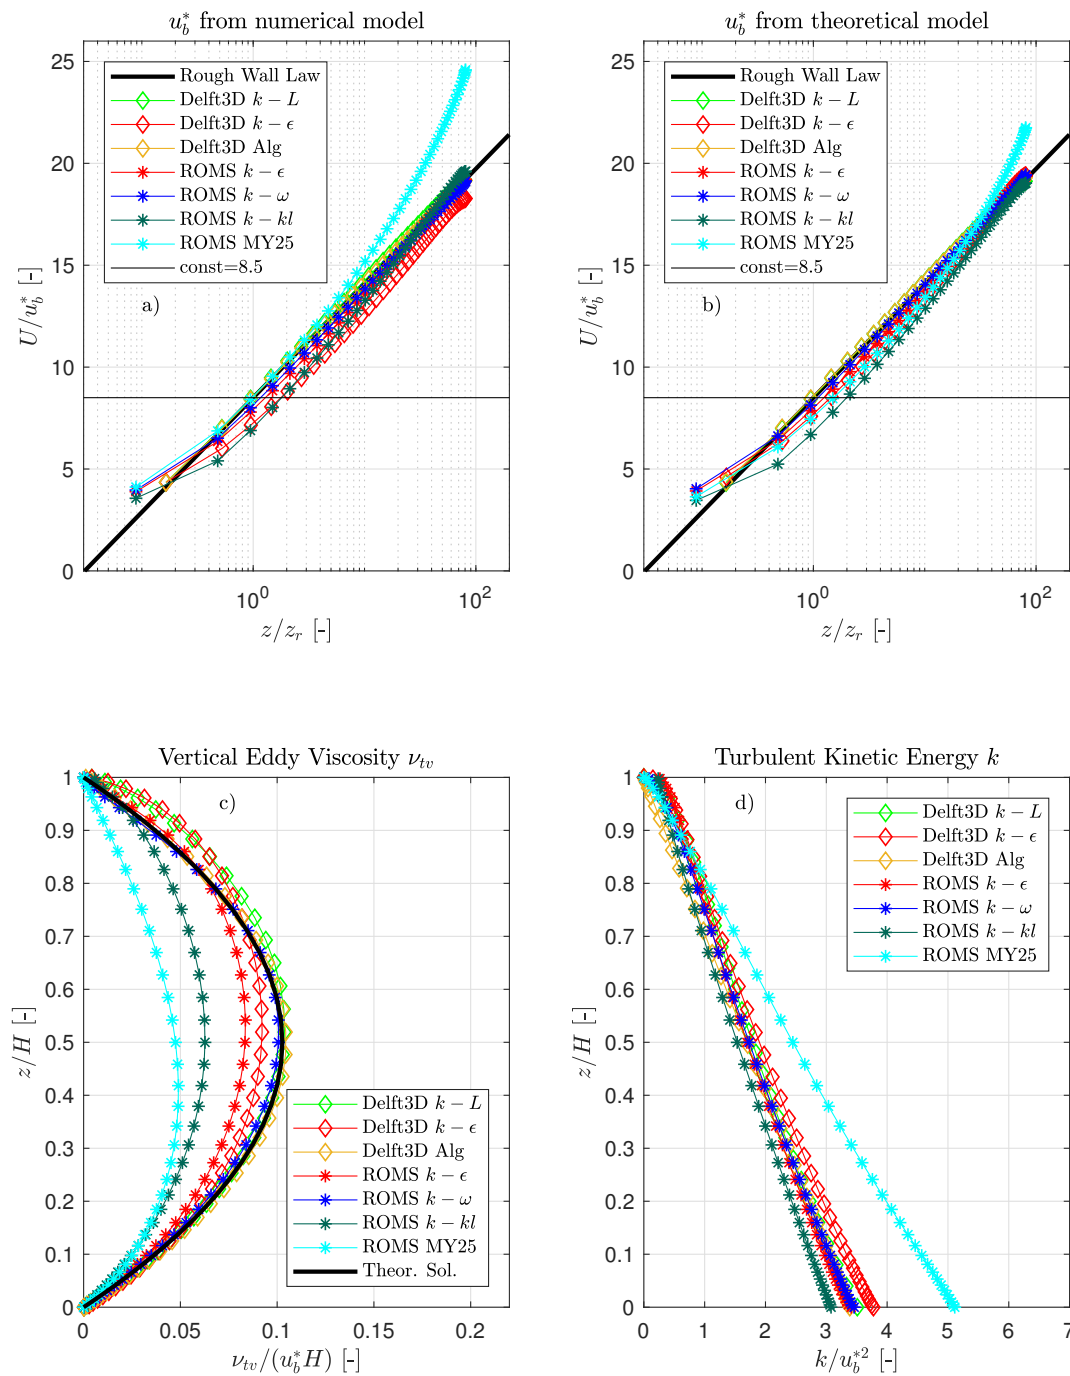 u_b^* from numerical model
25
20
15
10
5
0
U/u_b^* [-]
Rough Wall Law
Delft3D k − L
Delft3D k − ϵ
Delft3D Alg
ROMS k − ϵ
ROMS k − ω
ROMS k − kl
ROMS MY25
const=8.5
a)
10^0
10^2
z/z_r [-]
u_b^* from theoretical model
25
20
15
10
5
0
U/u_b^* [-]
Rough Wall Law
Delft3D k − L
Delft3D k − ϵ
Delft3D Alg
ROMS k − ϵ
ROMS k − ω
ROMS k − kl
ROMS MY25
const=8.5
b)
10^0
10^2
z/z_r [-]
Vertical Eddy Viscosity ν_tv
1
0.9
0.8
0.7
0.6
0.5
0.4
0.3
0.2
0.1
0
z/H [-]
c)
Delft3D k − L
Delft3D k − ϵ
Delft3D Alg
ROMS k − ϵ
ROMS k − ω
ROMS k − kl
ROMS MY25
Theor. Sol.
0 0.05 0.1 0.15 0.2
ν_tv/(u_b^*H) [-]
Turbulent Kinetic Energy k
1
0.9
0.8
0.7
0.6
0.5
0.4
0.3
0.2
0.1
0
z/H [-]
d)
Delft3D k − L
Delft3D k − ϵ
Delft3D Alg
ROMS k − ϵ
ROMS k − ω
ROMS k − kl
ROMS MY25
0 1 2 3 4 5 6 7
k/u_b^{*2} [-]